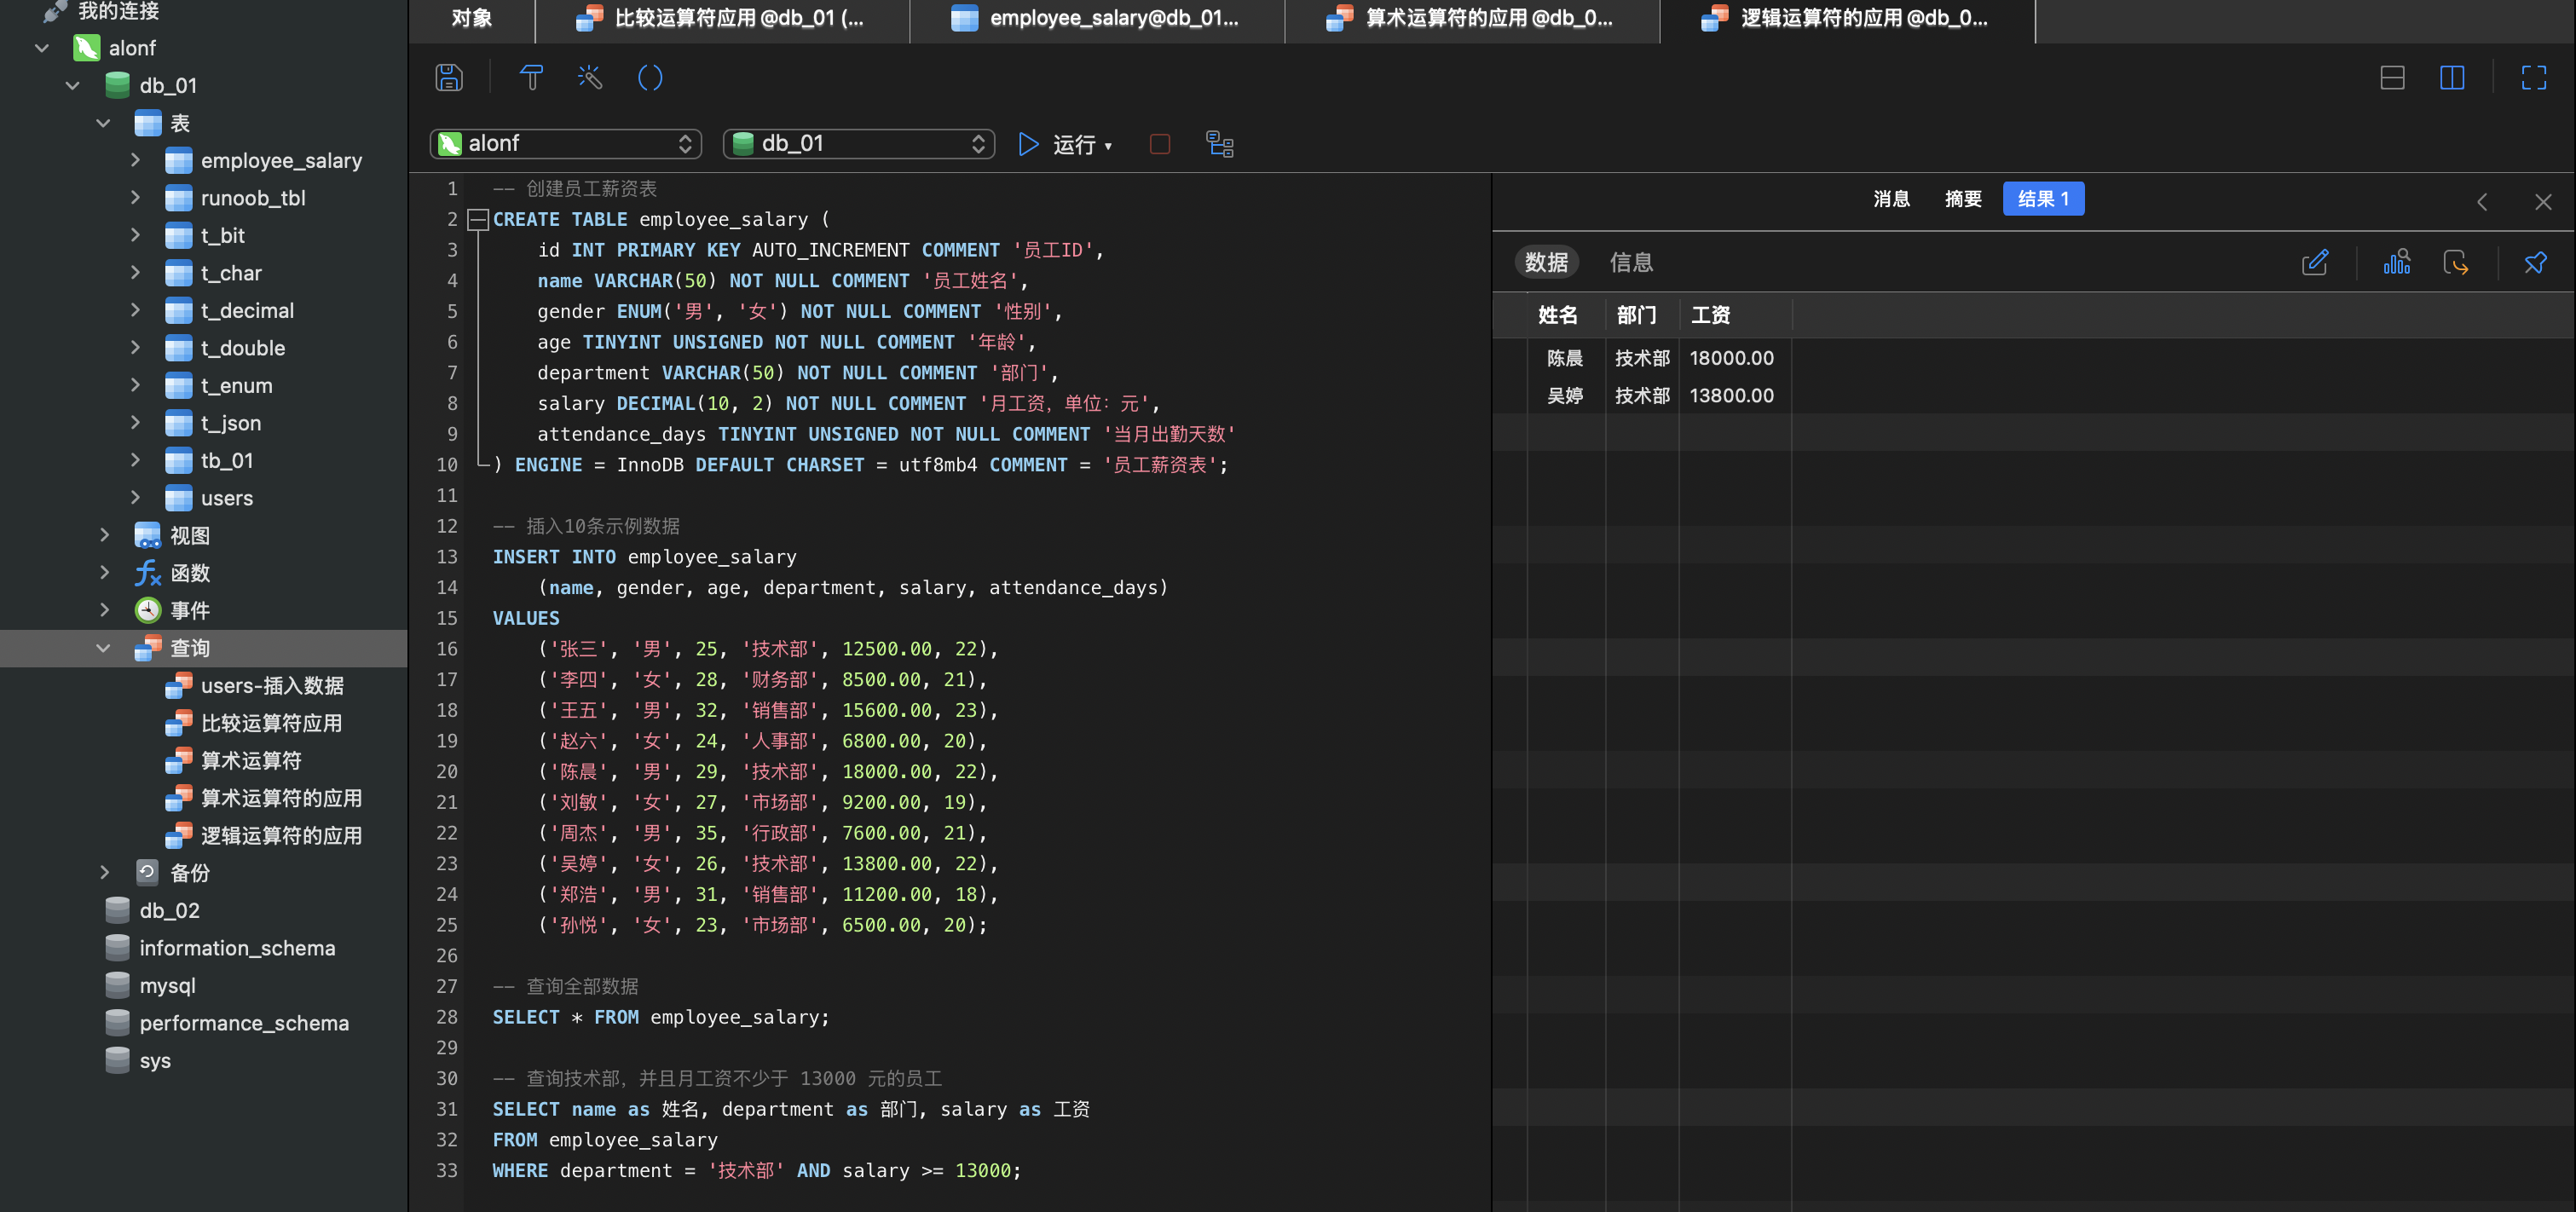 我的连接
alonf
db_01
表
employee_salary
runoob_tbl
t_bit
t_char
t_decimal
t_double
t_enum
t_json
tb_01
users
视图
fx 函数
事件
查询
users-插入数据
比较运算符应用
算术运算符
算术运算符的应用
逻辑运算符的应用
备份
db_02
information_schema
mysql
performance_schema
sys
对象
比较运算符应用 @db_01 (...
employee_salary@db_01...
算术运算符的应用 @db_0...
逻辑运算符的应用 @db_0...
alonf
db_01
运行
1 -- 创建员工薪资表
2 CREATE TABLE employee_salary (
3 id INT PRIMARY KEY AUTO_INCREMENT COMMENT '员工ID',
4 name VARCHAR(50) NOT NULL COMMENT '员工姓名',
5 gender ENUM('男', '女') NOT NULL COMMENT '性别',
6 age TINYINT UNSIGNED NOT NULL COMMENT '年龄',
7 department VARCHAR(50) NOT NULL COMMENT '部门',
8 salary DECIMAL(10, 2) NOT NULL COMMENT '月工资，单位：元',
9 attendance_days TINYINT UNSIGNED NOT NULL COMMENT '当月出勤天数'
10 ) ENGINE = InnoDB DEFAULT CHARSET = utf8mb4 COMMENT = '员工薪资表';
11
12 -- 插入10条示例数据
13 INSERT INTO employee_salary
14 (name, gender, age, department, salary, attendance_days)
15 VALUES
16 ('张三', '男', 25, '技术部', 12500.00, 22),
17 ('李四', '女', 28, '财务部', 8500.00, 21),
18 ('王五', '男', 32, '销售部', 15600.00, 23),
19 ('赵六', '女', 24, '人事部', 6800.00, 20),
20 ('陈晨', '男', 29, '技术部', 18000.00, 22),
21 ('刘敏', '女', 27, '市场部', 9200.00, 19),
22 ('周杰', '男', 35, '行政部', 7600.00, 21),
23 ('吴婷', '女', 26, '技术部', 13800.00, 22),
24 ('郑浩', '男', 31, '销售部', 11200.00, 18),
25 ('孙悦', '女', 23, '市场部', 6500.00, 20);
26
27 -- 查询全部数据
28 SELECT * FROM employee_salary;
29
30 -- 查询技术部，并且月工资不少于 13000 元的员工
31 SELECT name as 姓名, department as 部门, salary as 工资
32 FROM employee_salary
33 WHERE department = '技术部' AND salary >= 13000;
消息 摘要 结果 1
数据 信息
姓名 部门 工资
陈晨 技术部 18000.00
吴婷 技术部 13800.00